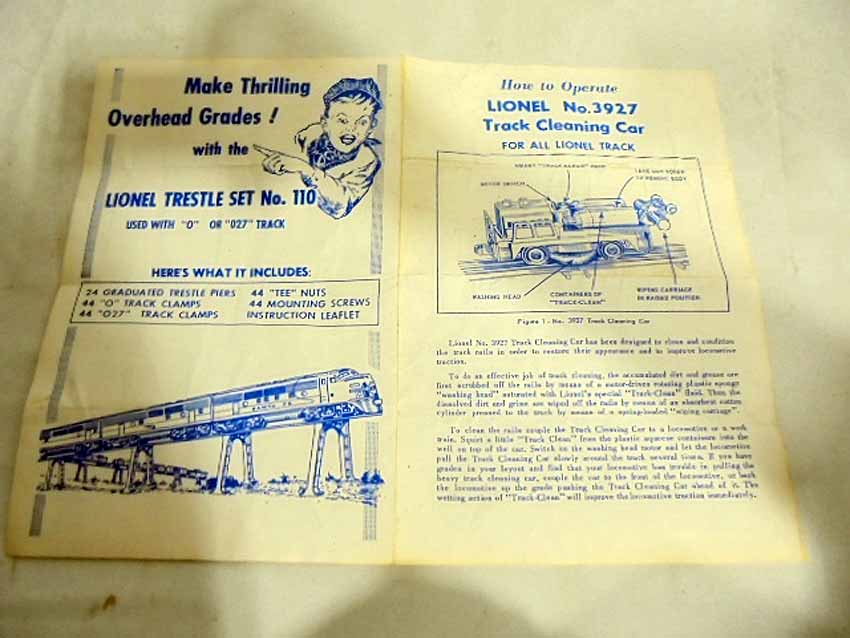 Make Thrilling
Overhead Grades !
with the
LIONEL TRESTLE SET No. 110
USED WITH "O" OR "027" TRACK
HERE'S WHAT IT INCLUDES:
24 GRADUATED TRESTLE PIERS 44 "TEE" NUTS
44 "O" TRACK CLAMPS 44 MOUNTING SCREWS
44 "O27" TRACK CLAMPS INSTRUCTION LEAFLET
SANTA FE
How to Operate
LIONEL No. 3927
Track Cleaning Car
FOR ALL LIONEL TRACK
MOTOR SWITCH
WASHING HEAD
CONTAINERS OF
"TRACK-CLEAN"
WIPING CARRIAGE
IN RAISED POSITION
Figure 1 - No. 3927 Track Cleaning Car
Lionel No. 3927 Track Cleaning Car has been designed to clean and condition
the track rails in order to restore their appearance and to improve locomotive
traction.
To do an effective job of track cleaning, the accumulated dirt and grease are
first scrubbed off the rails by means of a motor-driven rotating plastic sponge
"washing head" saturated with Lionel's special "Track-Clean" fluid. Then the
dissolved dirt and grime are wiped off the rails by means of an absorbent cotton
cylinder pressed to the track by means of a spring-loaded "wiping carriage".
To clean the rails couple the Track Cleaning Car to a locomotive or a work
train. Squirt a little "Track Clean" from the plastic squeeze containers into the
well on top of the car. Switch on the washing head motor and let the locomotive
pull the Track Cleaning Car slowly around the track several times. If you have
grades in your layout and find that your locomotive has trouble in pulling the
heavy track cleaning car, couple the car to the front of the locomotive, or back
the locomotive up the grade pushing the Track Cleaning Car ahead of it. The
wetting action of "Track-Clean" will improve the locomotive traction immediately.